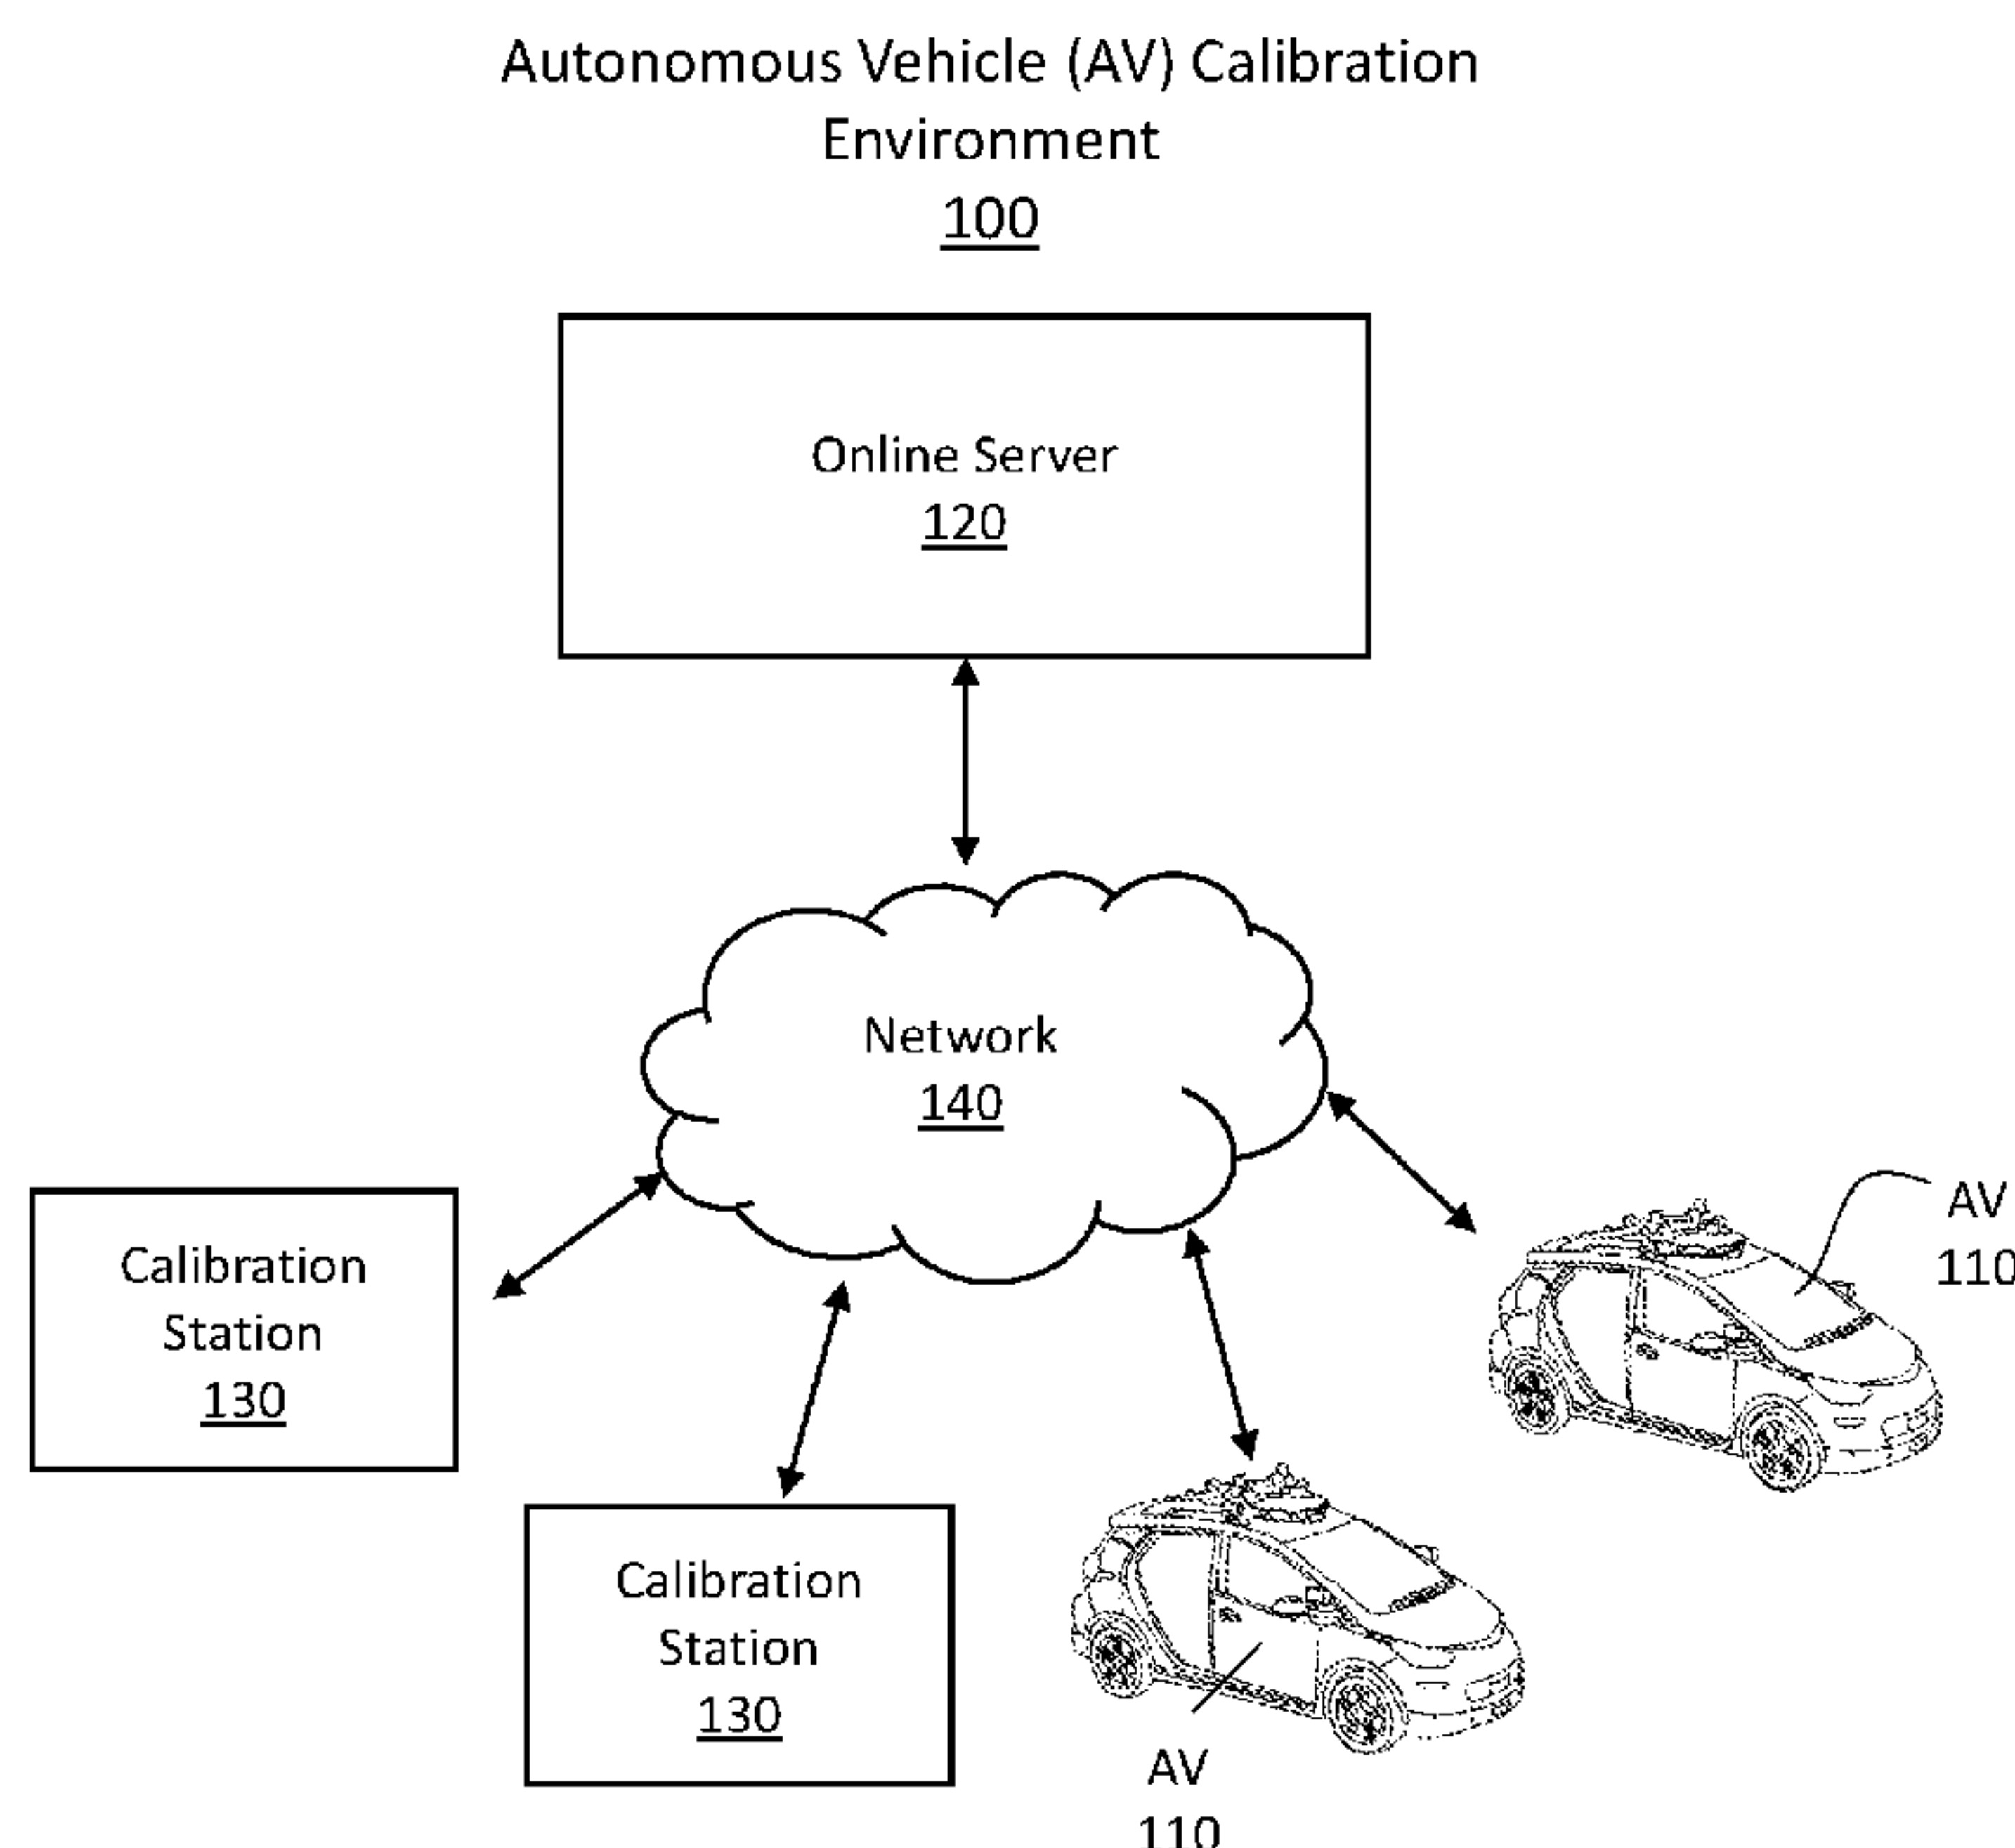 Autonomous Vehicle (AV) Calibration
Environment
100
Online Server
120
Network
140
AV
110
Calibration
Station
130
Calibration
Station
130
AV
110